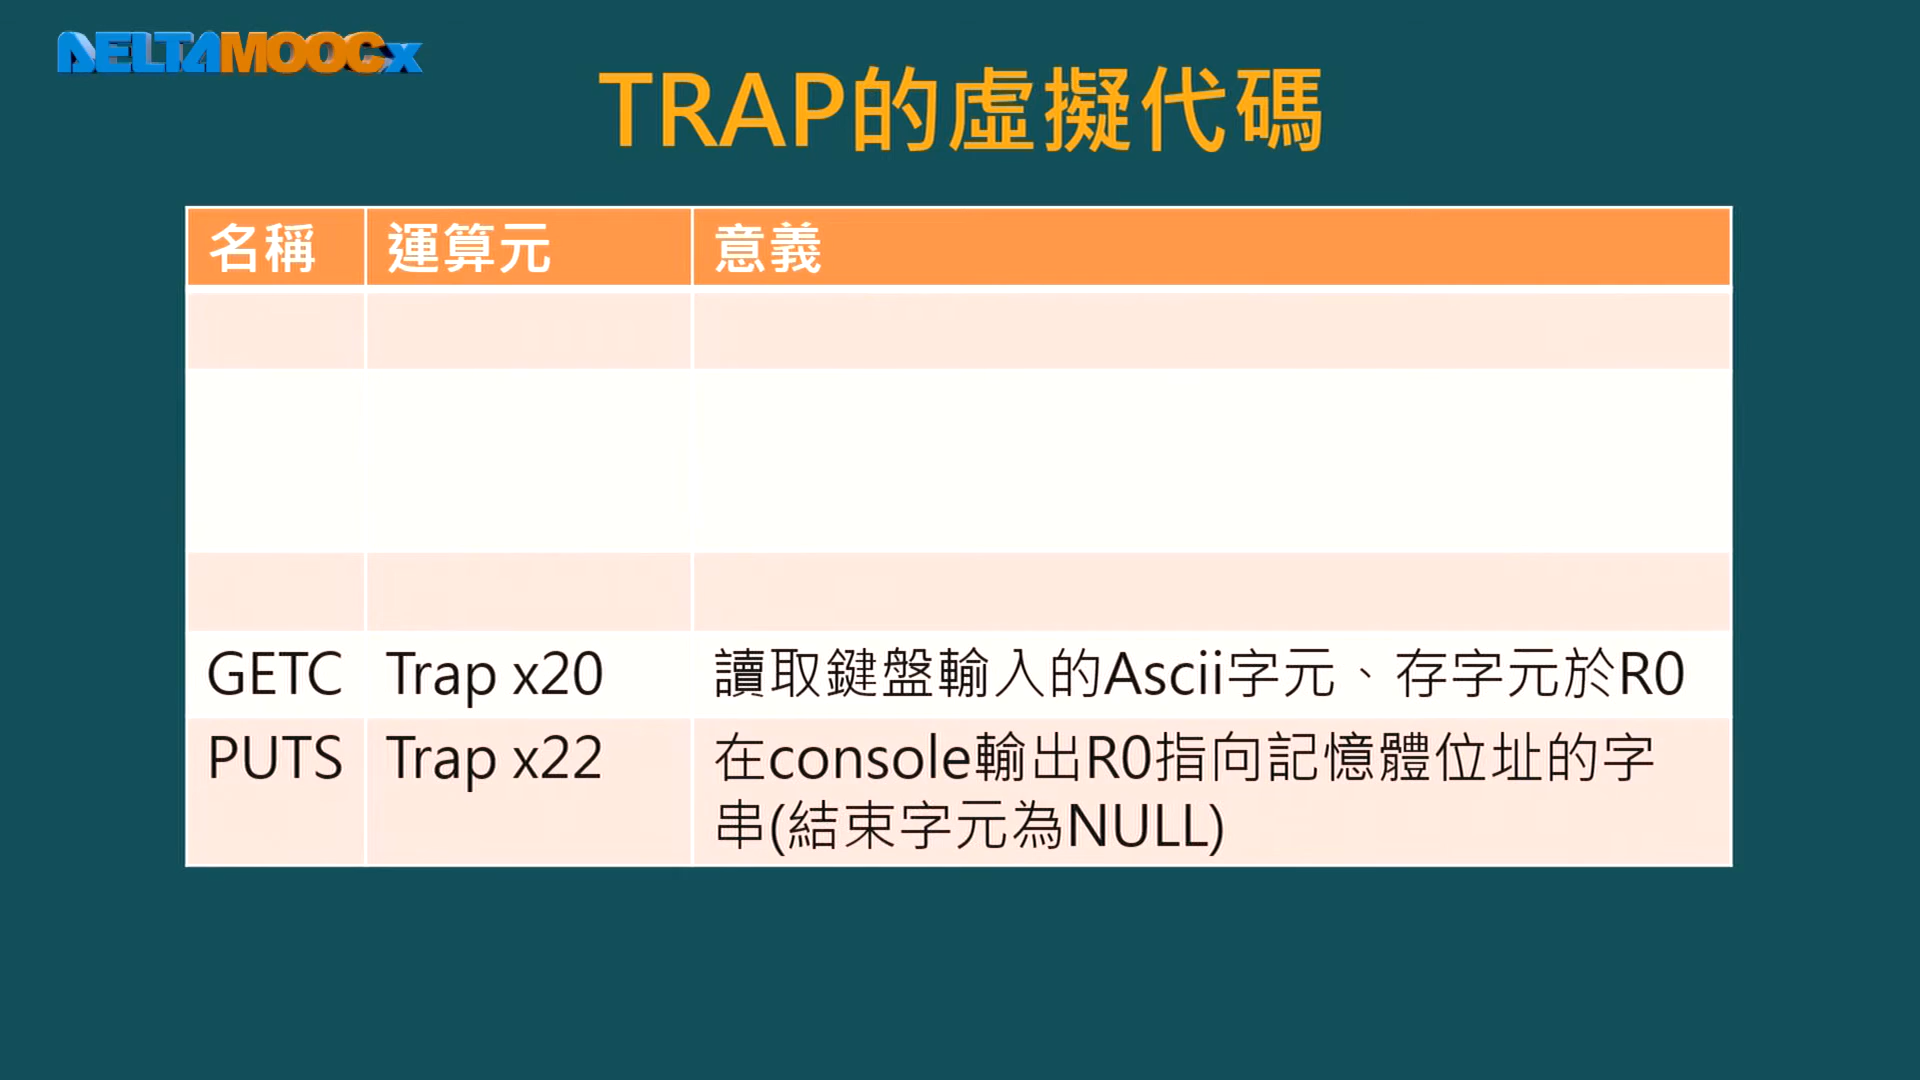 DELTAMOOCx
TRAP的虛擬代碼
名稱 運算元 意義
GETC Trap x20 讀取鍵盤輸入的Ascii字元、存字元於R0
PUTS Trap x22 在console輸出R0指向記憶體位址的字
串(結束字元為NULL)